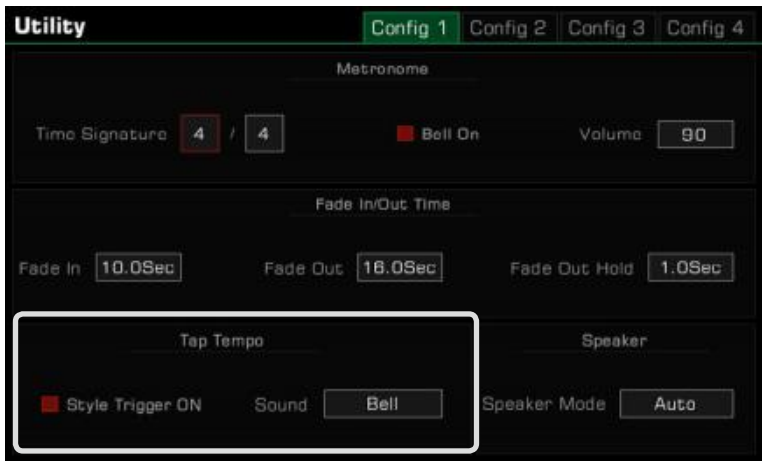 Utility Config 1 Config 2 Config 3 Config 4
Metronome
Time Signature 4 / 4 Bell On Volume 90
Fade In/Out Time
Fade In 10.0Sec Fade Out 16.0Sec Fade Out Hold 1.0Sec
Tap Tempo Speaker
Style Trigger ON Sound Bell Speaker Mode Auto